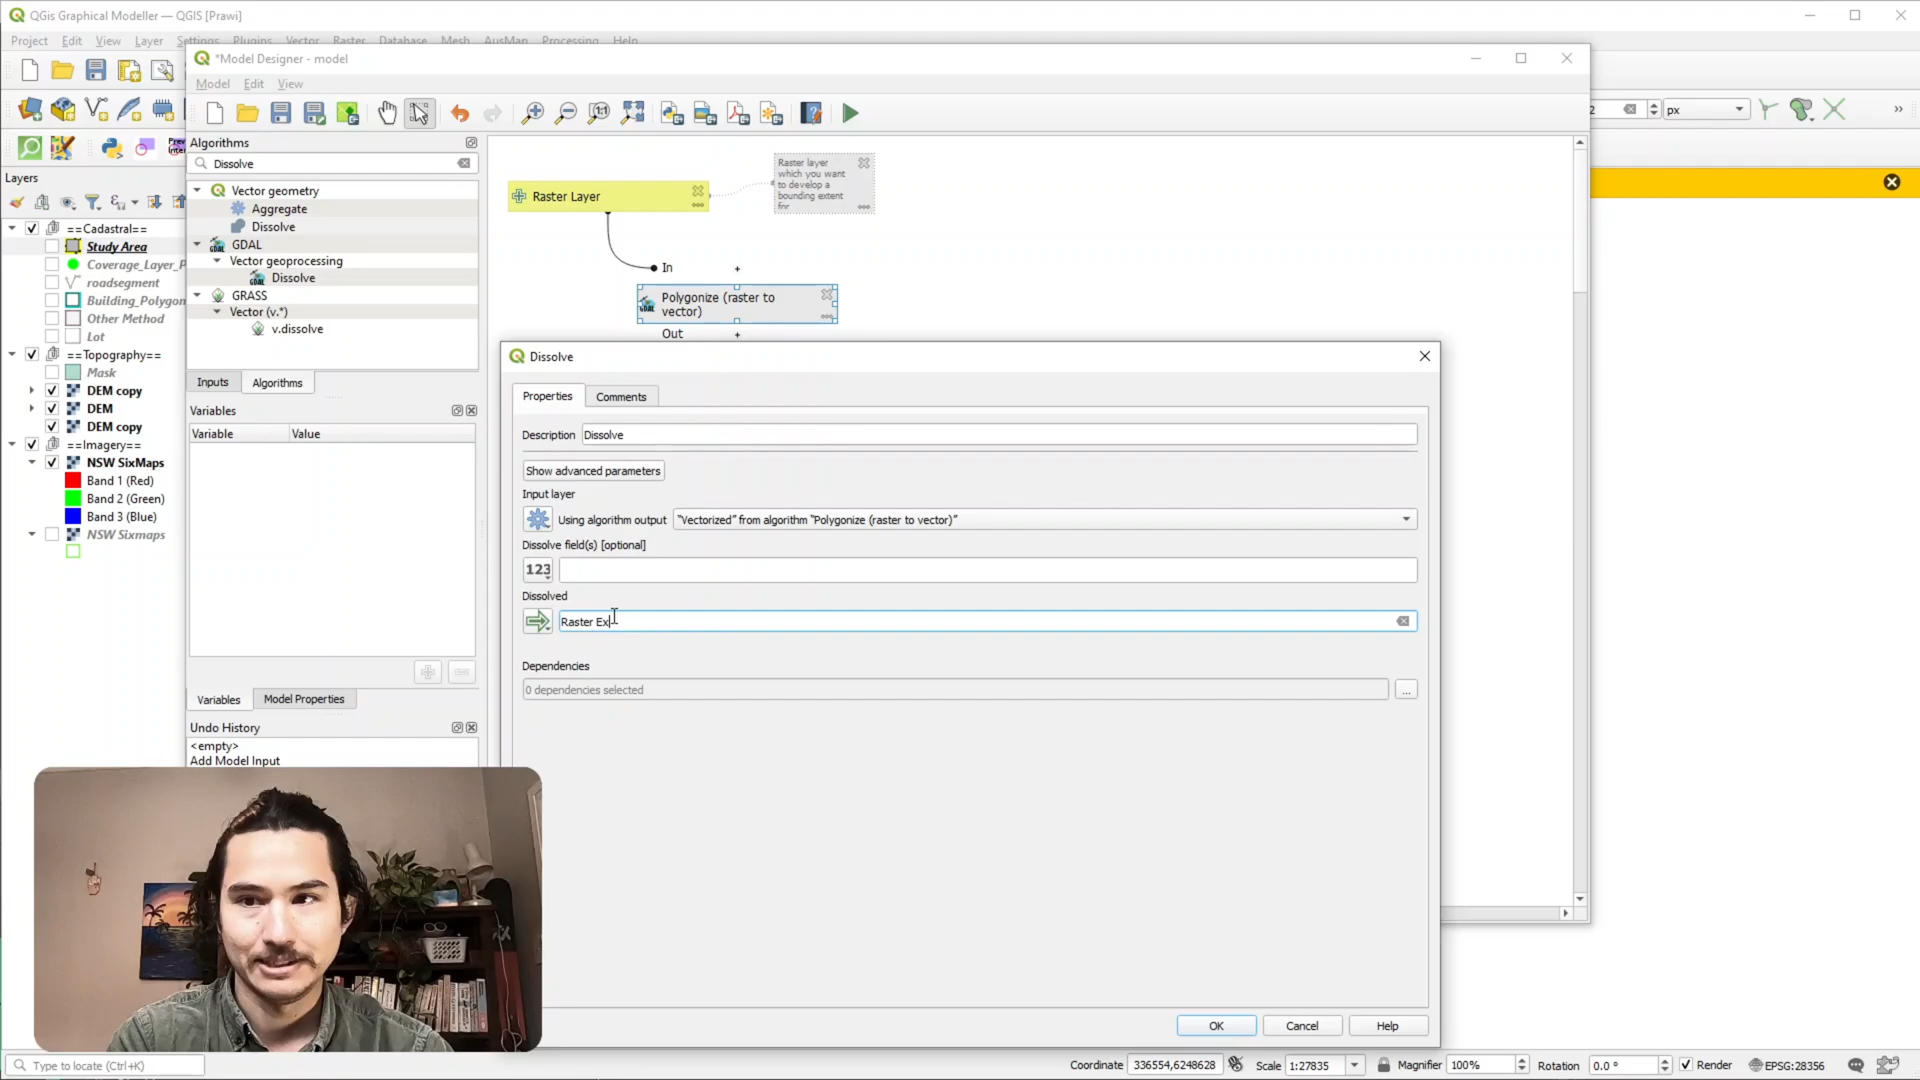 QGis Graphical Modeller — QGIS [Prawi]
Project Edit View Layer Settings Plugins Vector Raster Database Mesh AusMap Processing Help
*Model Designer - model
Model Edit View
2 px
Algorithms
Dissolve
Vector geometry
Aggregate
Dissolve
GDAL
Vector geoprocessing
Dissolve
GRASS
Vector (v.*)
v.dissolve
Inputs Algorithms
Layers
==Cadastral==
Study Area
Coverage_Layer_P
roadsegment
Building_Polygon
Other Method
Lot
==Topography==
Mask
DEM copy
DEM
DEM copy
==Imagery==
NSW SixMaps
Band 1 (Red)
Band 2 (Green)
Band 3 (Blue)
NSW Sixmaps
Variables
Variable Value
Variables Model Properties
Undo History
<empty>
Add Model Input
Raster Layer
Raster layer
which you want
to develop a
bounding extent
for
In
Polygonize (raster to
vector)
Out
Dissolve
Properties Comments
Description Dissolve
Show advanced parameters
Input layer
Using algorithm output "Vectorized" from algorithm "Polygonize (raster to vector)"
Dissolve field(s) [optional]
123
Dissolved
Raster Ex
Dependencies
0 dependencies selected ...
OK Cancel Help
Type to locate (Ctrl+K)
Coordinate 336554,6248628 Scale 1:27835 Magnifier 100% Rotation 0.0 ° Render EPSG:28356